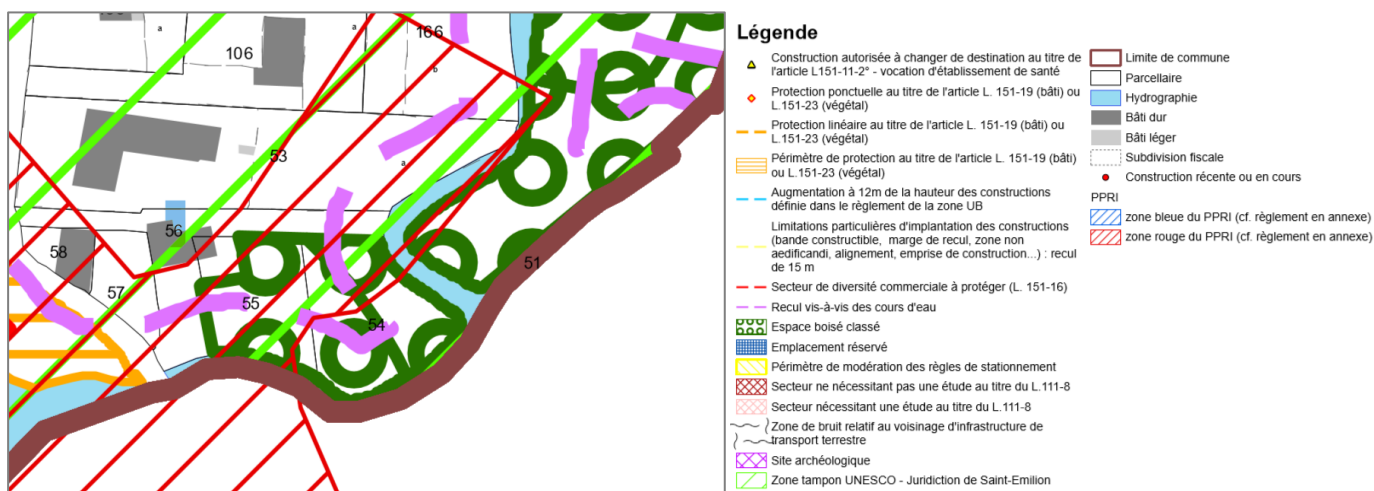 166
a
106
b
53
a
56
58
57
55
54
51
Légende
Construction autorisée à changer de destination au titre de
l'article L151-11-2° - vocation d'établissement de santé
Protection ponctuelle au titre de l'article L. 151-19 (bâti) ou
L.151-23 (végétal)
Protection linéaire au titre de l'article L. 151-19 (bâti) ou
L.151-23 (végétal)
Périmètre de protection au titre de l'article L. 151-19 (bâti)
ou L.151-23 (végétal)
Augmentation à 12m de la hauteur des constructions
définie dans le règlement de la zone UB
Limitations particulières d'implantation des constructions
(bande constructible, marge de recul, zone non
aedificandi, alignement, emprise de construction...) : recul
de 15 m
Secteur de diversité commerciale à protéger (L. 151-16)
Recul vis-à-vis des cours d'eau
Espace boisé classé
Emplacement réservé
Périmètre de modération des règles de stationnement
Secteur ne nécessitant pas une étude au titre du L.111-8
Secteur nécessitant une étude au titre du L.111-8
Zone de bruit relatif au voisinage d'infrastructure de
transport terrestre
Site archéologique
Zone tampon UNESCO - Juridiction de Saint-Emilion
Limite de commune
Parcellaire
Hydrographie
Bâti dur
Bâti léger
Subdivision fiscale
Construction récente ou en cours
PPRI
zone bleue du PPRI (cf. règlement en annexe)
zone rouge du PPRI (cf. règlement en annexe)